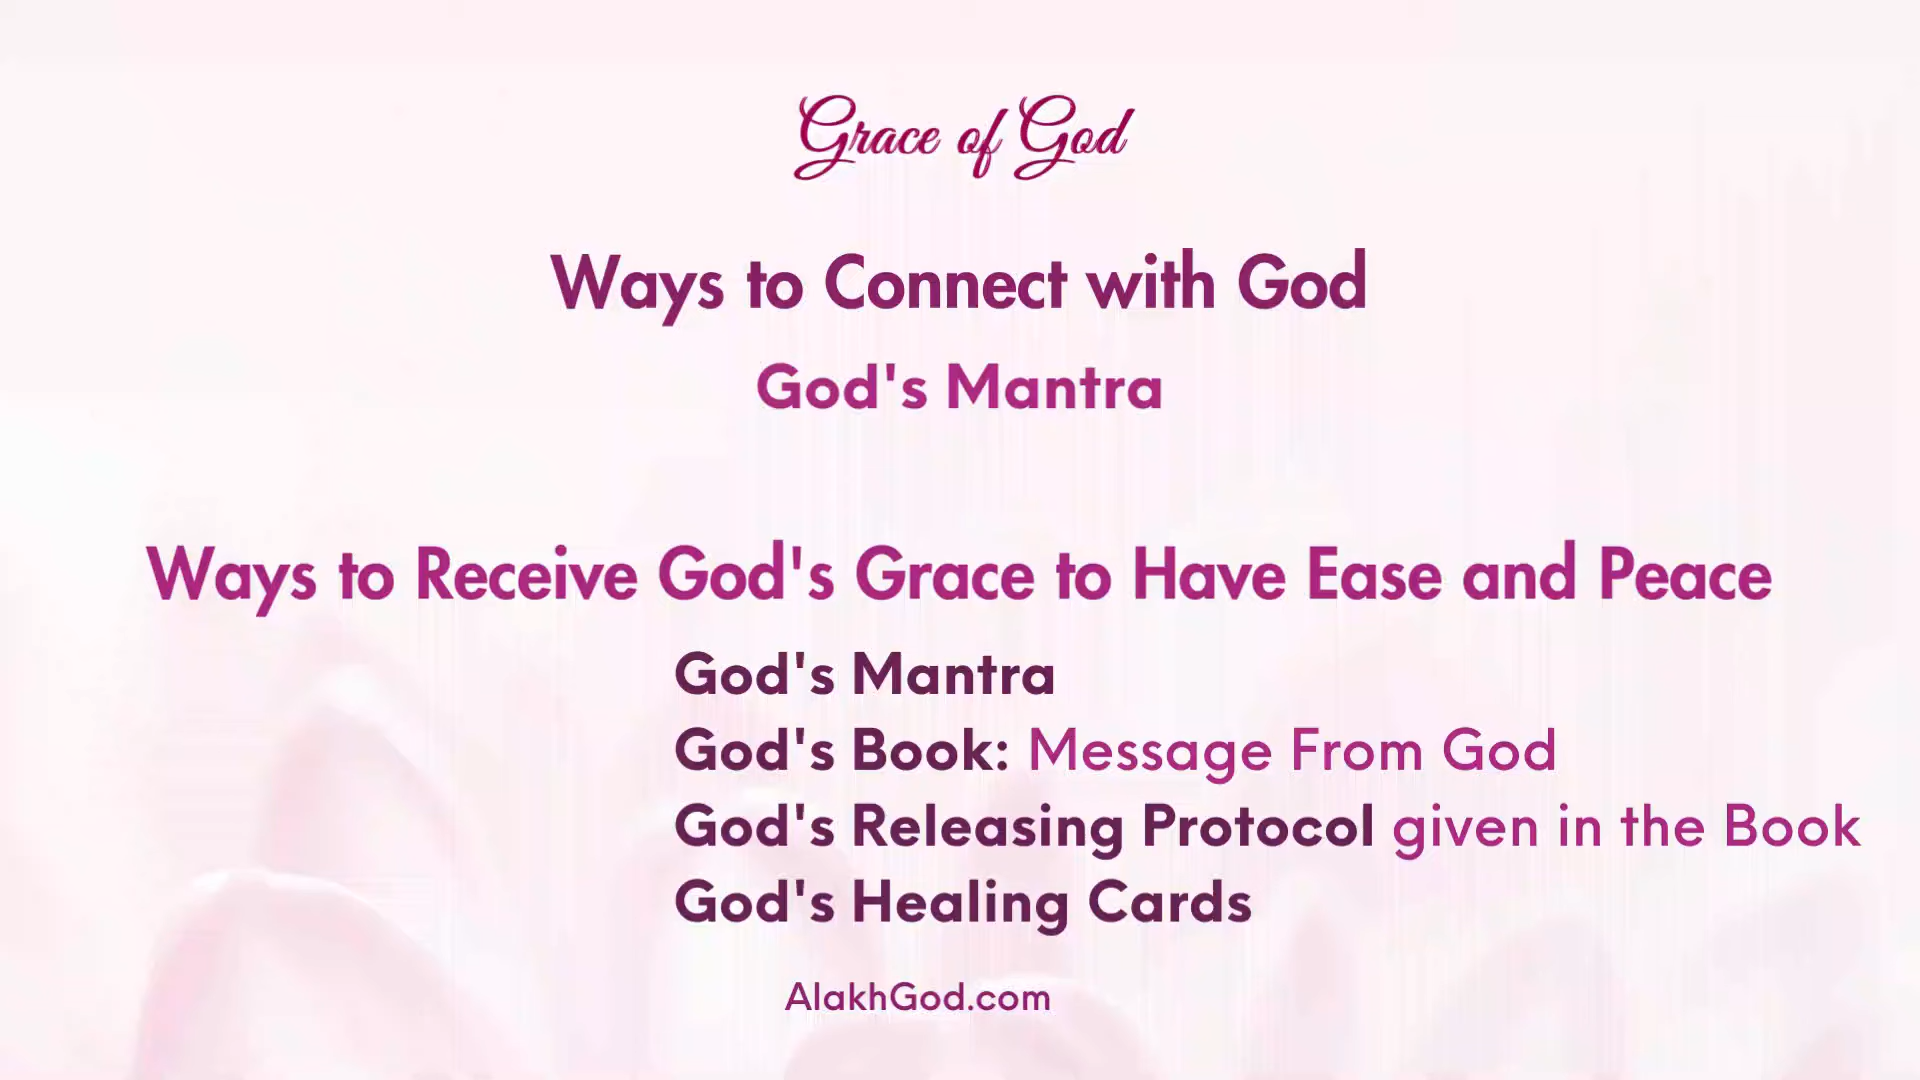 Grace of God
Ways to Connect with God
God's Mantra
Ways to Receive God's Grace to Have Ease and Peace
God's Mantra
God's Book: Message From God
God's Releasing Protocol given in the Book
God's Healing Cards
AlakhGod.com